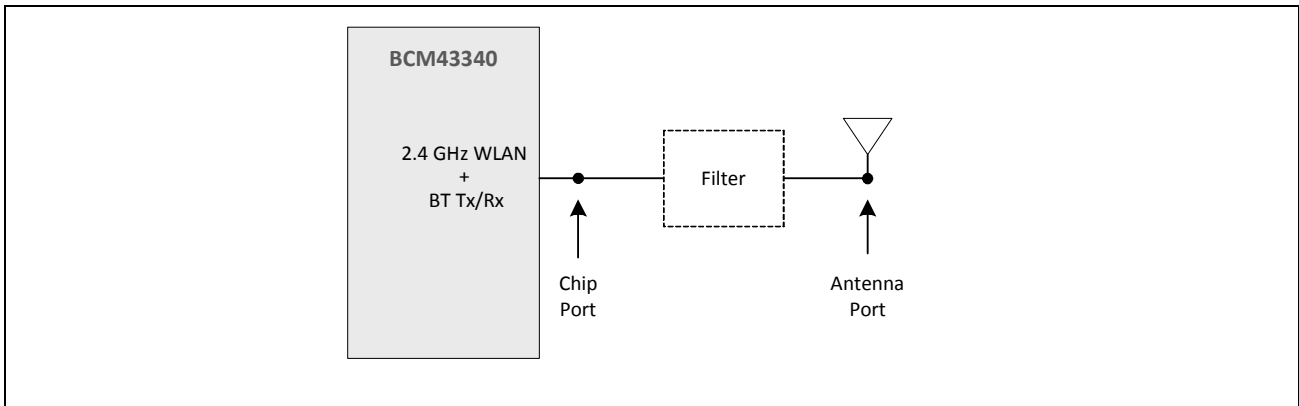 BCM43340
2.4 GHz WLAN
+
BT Tx/Rx
Filter
Chip
Port
Antenna
Port